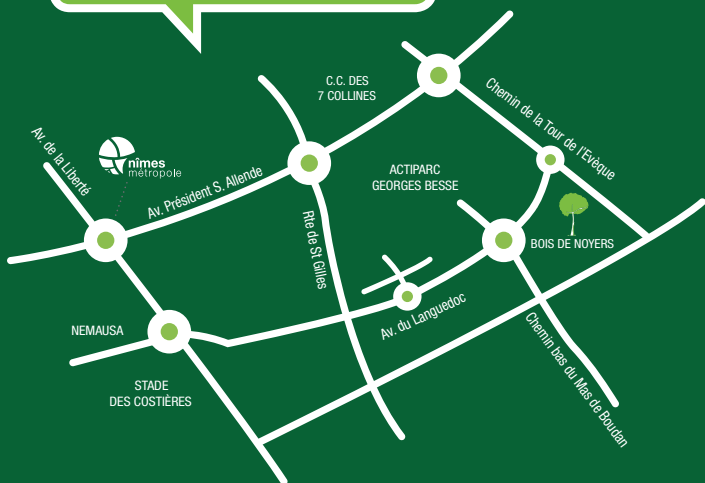 C.C. DES
7 COLLINES
Chemin de la Tour de l'Evèque
Av. de la Liberté
nîmes
métropole
Av. Président S. Allende
ACTIPARC
GEORGES BESSE
Rte de St Gilles
BOIS DE NOYERS
Av. du Languedoc
NEMAUSA
STADE
DES COSTIÈRES
Chemin bas du Mas de Boudan